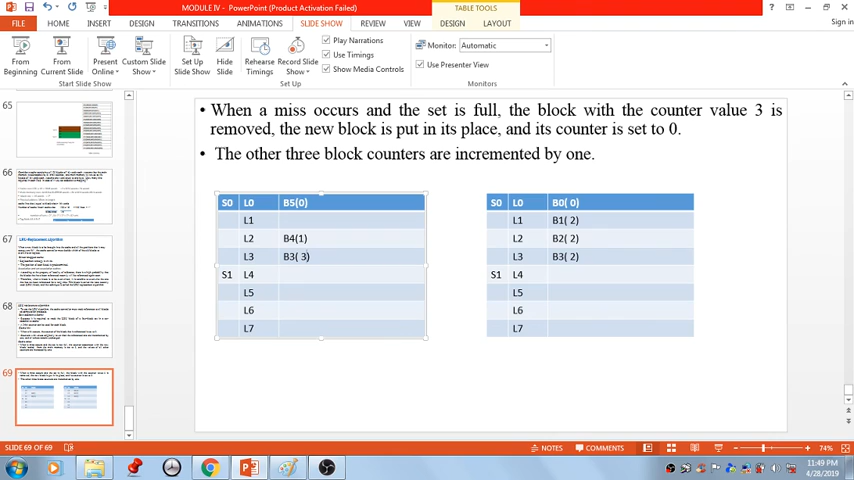 MODULE IV - PowerPoint (Product Activation Failed)
TABLE TOOLS
FILE HOME INSERT DESIGN TRANSITIONS ANIMATIONS SLIDE SHOW REVIEW VIEW DESIGN LAYOUT Sign in
From Beginning
From Current Slide
Present Online
Custom Slide Show
Set Up Slide Show
Hide Slide
Rehearse Timings
Record Slide Show
Play Narrations
Use Timings
Show Media Controls
Monitor: Automatic
Use Presenter View
Start Slide Show
Set Up
Monitors
65
66
67
68
69
• When a miss occurs and the set is full, the block with the counter value 3 is
removed, the new block is put in its place, and its counter is set to 0.
• The other three block counters are incremented by one.
S0 L0 B5(0)
L1
L2 B4(1)
L3 B3( 3)
S1 L4
L5
L6
L7
S0 L0 B0( 0)
L1 B1( 2)
L2 B2( 2)
L3 B3( 2)
S1 L4
L5
L6
L7
SLIDE 69 OF 69
NOTES
COMMENTS
74%
11:49 PM
4/28/2019